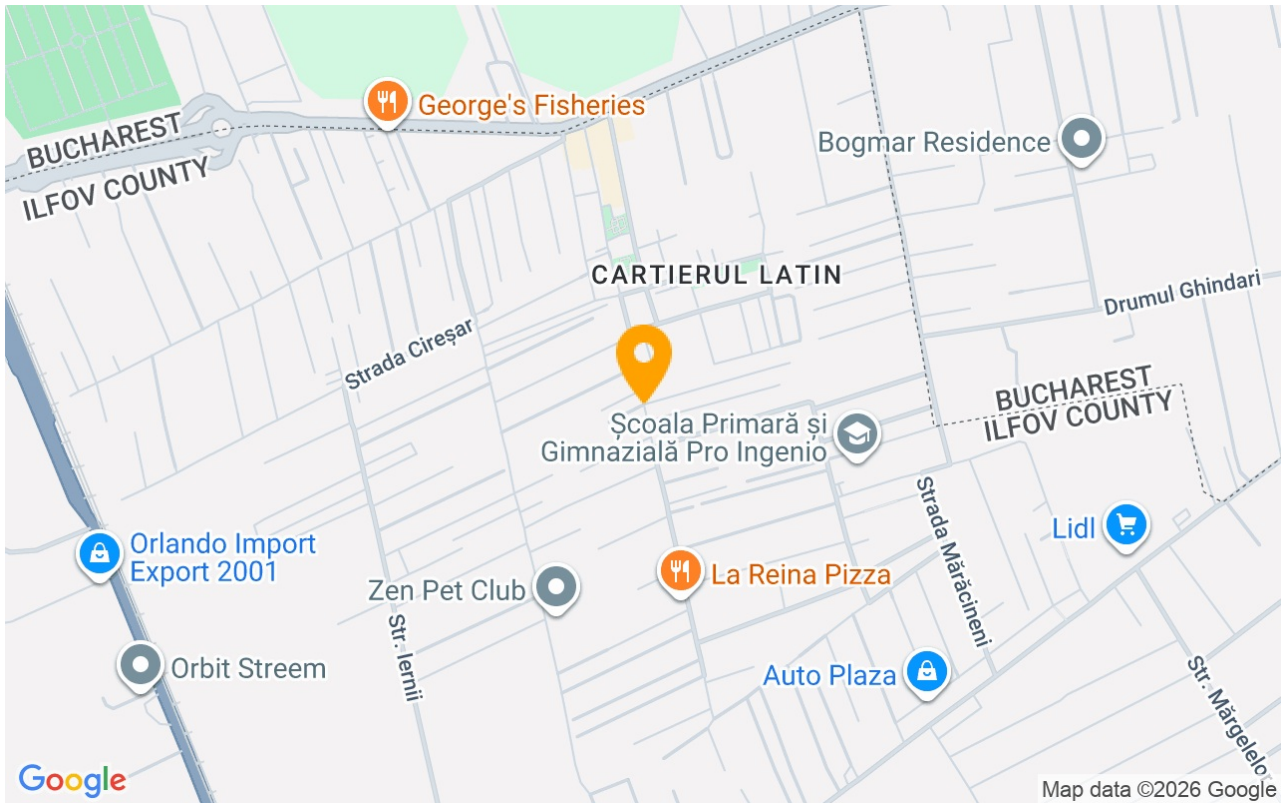 George's Fisheries
BUCHAREST
ILFOV COUNTY
Bogmar Residence
CARTIERUL LATIN
Drumul Ghindari
Strada Cireșar
BUCHAREST
ILFOV COUNTY
Școala Primară și
Gimnazială Pro Ingenio
Strada Mărăcineni
Lidl
Orlando Import
Export 2001
Zen Pet Club
La Reina Pizza
Str. Iernii
Orbit Streem
Auto Plaza
Str. Mărgelelor
Google
Map data ©2026 Google